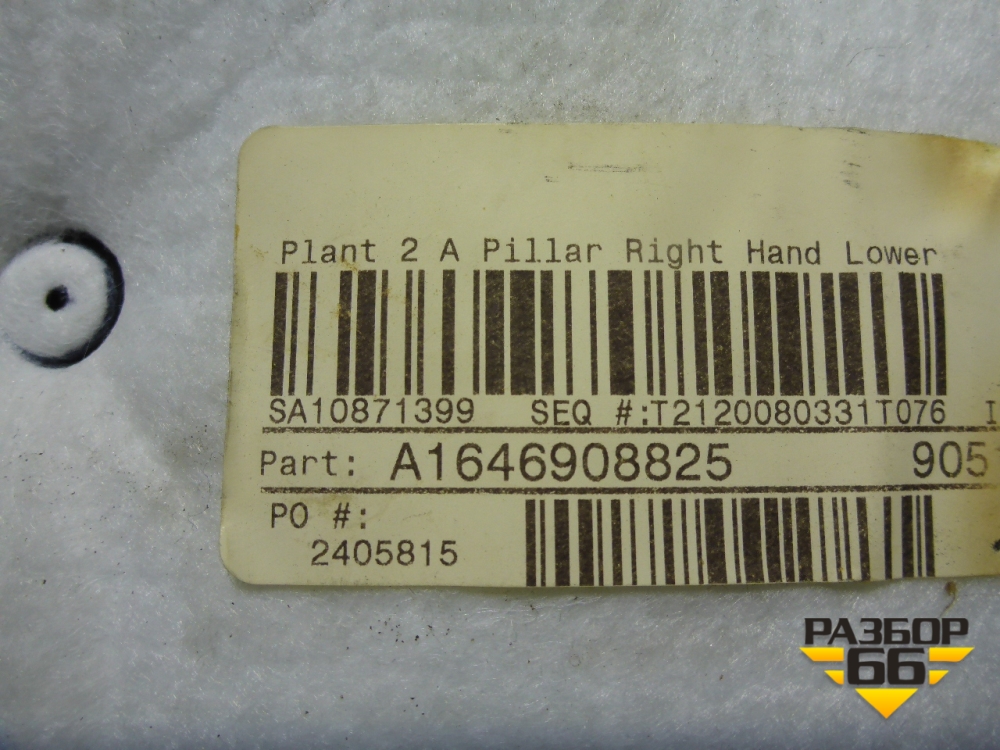 Plant 2 A Pillar Right Hand Lower
SA10871399 SEQ #:T2120080331T076
Part: A1646908825 905
PO #:
2405815
РАЗБОР
66